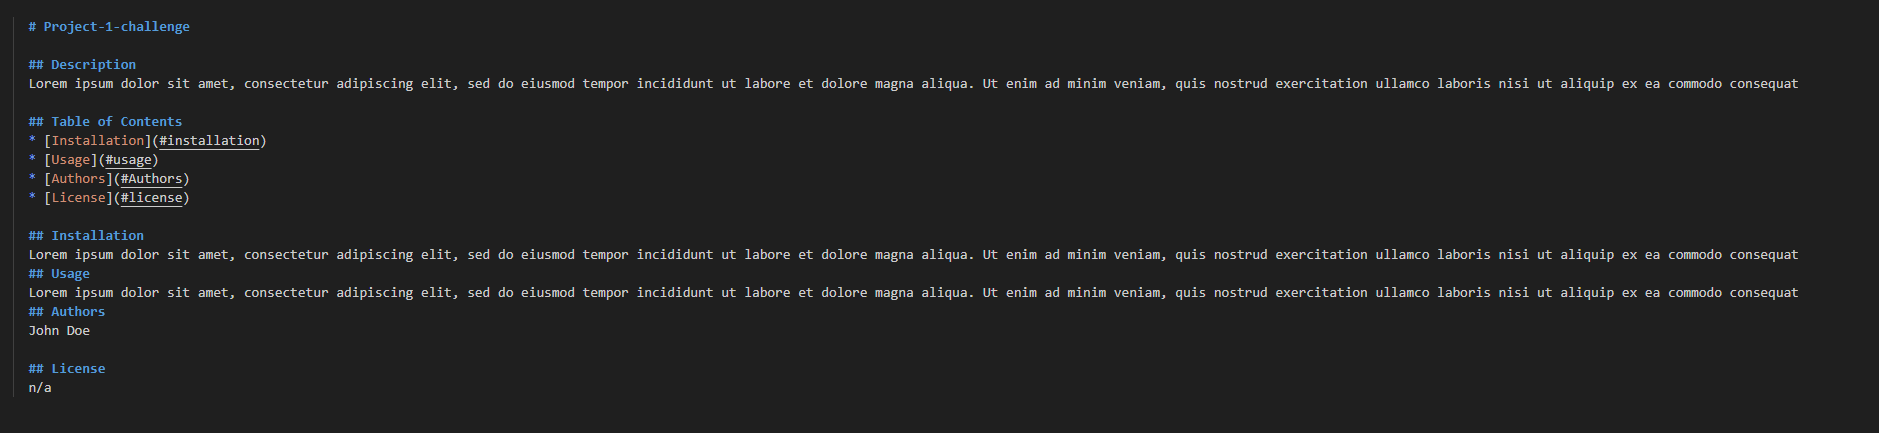 # Project-1-challenge
## Description
Lorem ipsum dolor sit amet, consectetur adipiscing elit, sed do eiusmod tempor incididunt ut labore et dolore magna aliqua. Ut enim ad minim veniam, quis nostrud exercitation ullamco laboris nisi ut aliquip ex ea commodo consequat
## Table of Contents
* [Installation](#installation)
* [Usage](#usage)
* [Authors](#Authors)
* [License](#license)
## Installation
Lorem ipsum dolor sit amet, consectetur adipiscing elit, sed do eiusmod tempor incididunt ut labore et dolore magna aliqua. Ut enim ad minim veniam, quis nostrud exercitation ullamco laboris nisi ut aliquip ex ea commodo consequat
## Usage
Lorem ipsum dolor sit amet, consectetur adipiscing elit, sed do eiusmod tempor incididunt ut labore et dolore magna aliqua. Ut enim ad minim veniam, quis nostrud exercitation ullamco laboris nisi ut aliquip ex ea commodo consequat
## Authors
John Doe
## License
n/a